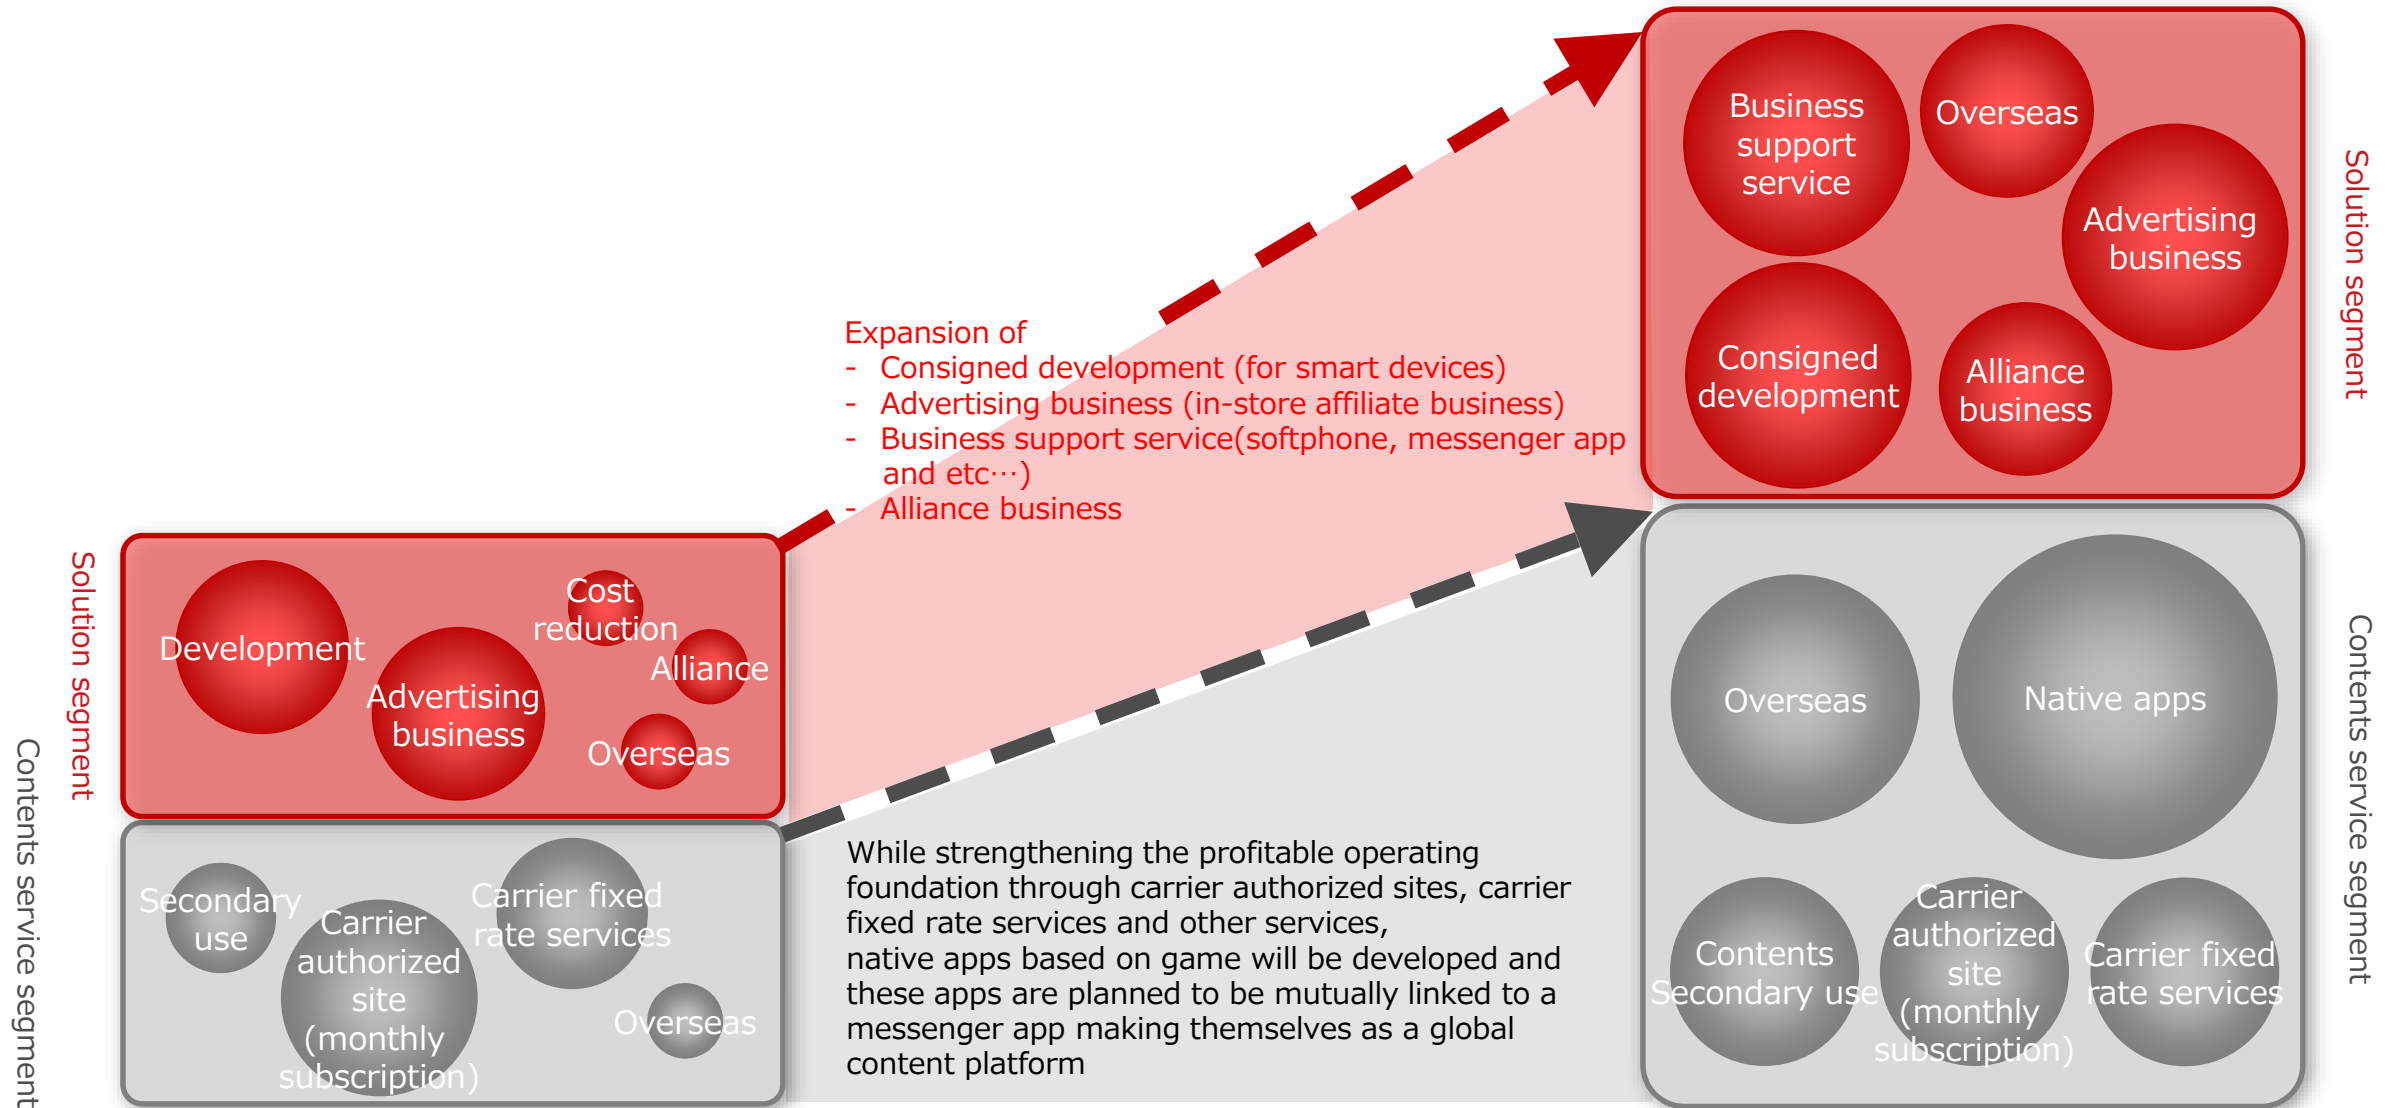 Solution segment
Contents service segment
Development
Advertising
business
Cost
reduction
Alliance
Overseas
Secondary
use
Carrier
authorized
site
(monthly
subscription)
Carrier fixed
rate services
Overseas
Expansion of
- Consigned development (for smart devices)
- Advertising business (in-store affiliate business)
- Business support service(softphone, messenger app
and etc…)
- Alliance business
While strengthening the profitable operating
foundation through carrier authorized sites, carrier
fixed rate services and other services,
native apps based on game will be developed and
these apps are planned to be mutually linked to a
messenger app making themselves as a global
content platform
Business
support
service
Overseas
Advertising
business
Consigned
development
Alliance
business
Solution segment
Overseas
Native apps
Contents
Secondary use
Carrier
authorized
site
(monthly
subscription)
Carrier fixed
rate services
Contents service segment